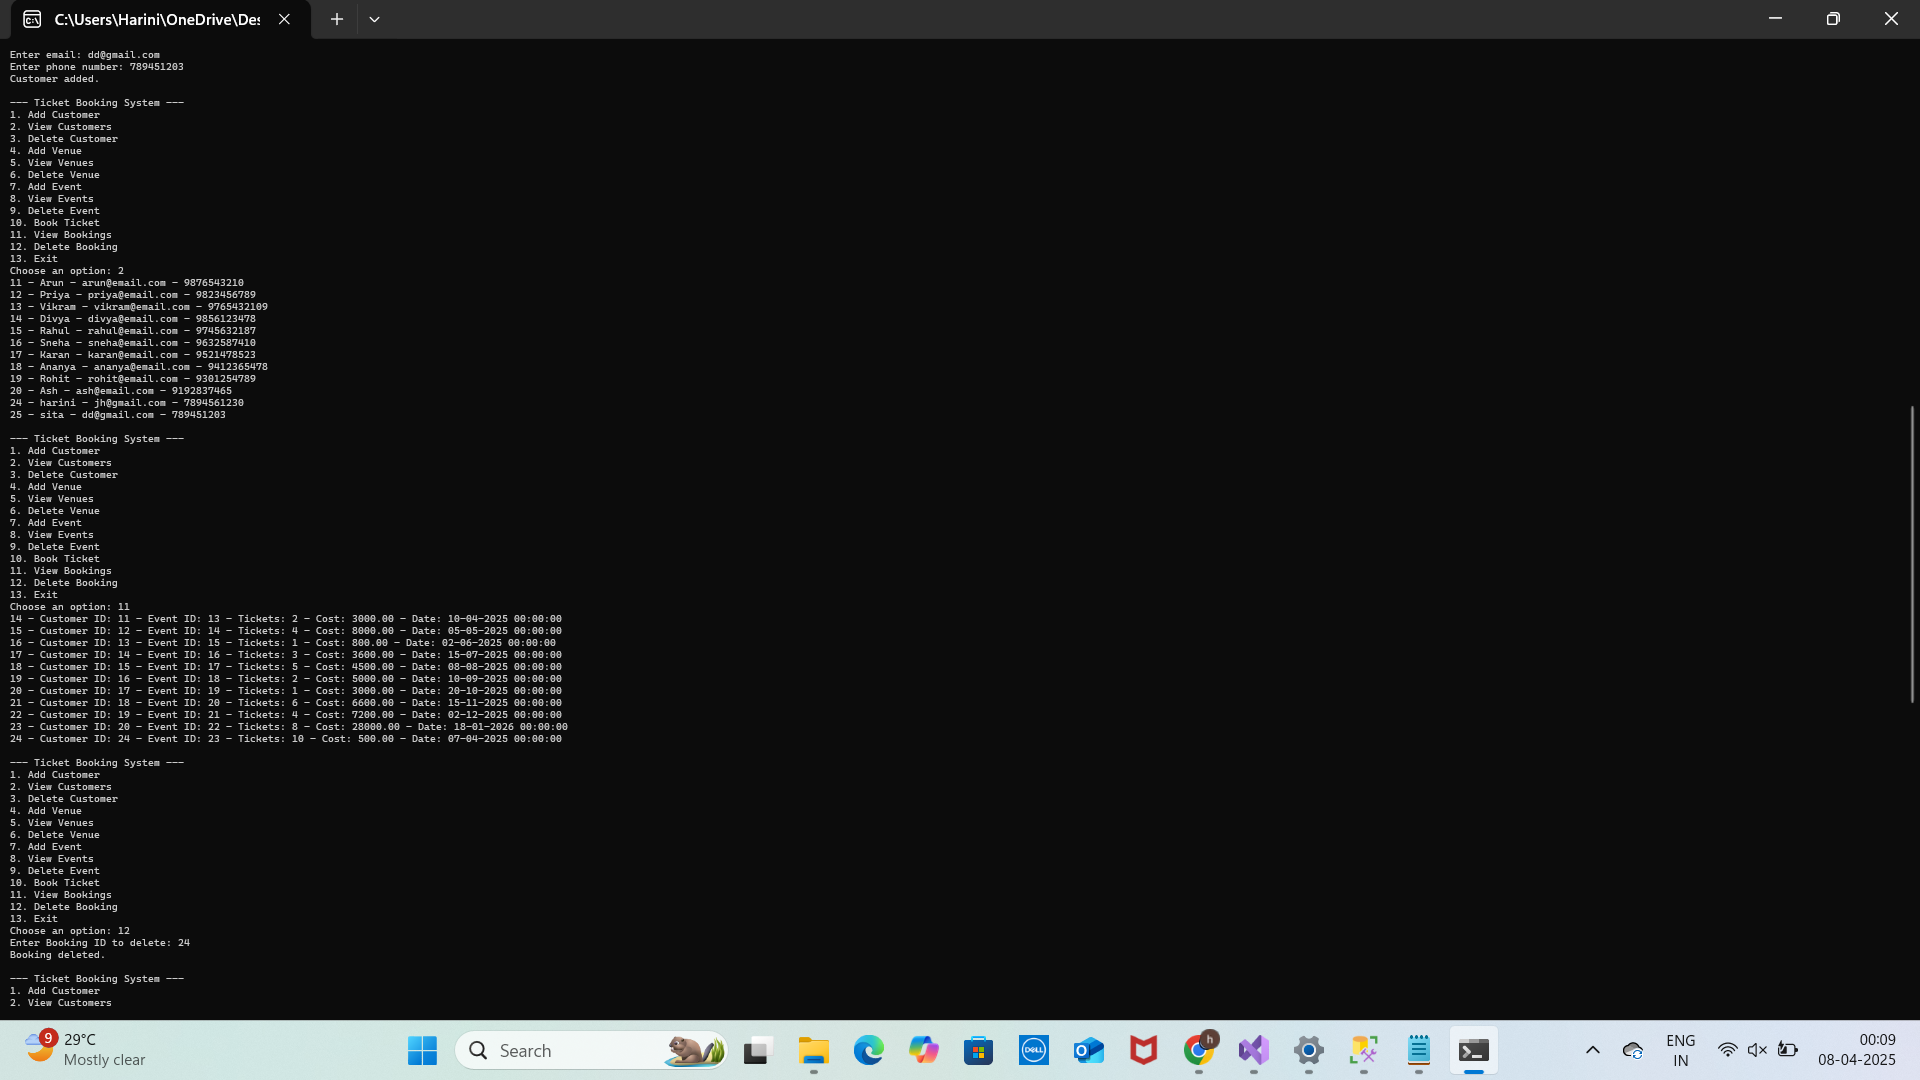 C:\Users\Harini\OneDrive\Des
Enter email: dd@gmail.com
Enter phone number: 789451203
Customer added.
--- Ticket Booking System ---
1. Add Customer
2. View Customers
3. Delete Customer
4. Add Venue
5. View Venues
6. Delete Venue
7. Add Event
8. View Events
9. Delete Event
10. Book Ticket
11. View Bookings
12. Delete Booking
13. Exit
Choose an option: 2
11 - Arun - arun@email.com - 9876543210
12 - Priya - priya@email.com - 9823456789
13 - Vikram - vikram@email.com - 9765432109
14 - Divya - divya@email.com - 9856123478
15 - Rahul - rahul@email.com - 9745632187
16 - Sneha - sneha@email.com - 9632587410
17 - Karan - karan@email.com - 9521478523
18 - Ananya - ananya@email.com - 9412365478
19 - Rohit - rohit@email.com - 9301254789
20 - Ash - ash@email.com - 9192837465
24 - harini - jh@gmail.com - 7894561230
25 - sita - dd@gmail.com - 789451203
--- Ticket Booking System ---
1. Add Customer
2. View Customers
3. Delete Customer
4. Add Venue
5. View Venues
6. Delete Venue
7. Add Event
8. View Events
9. Delete Event
10. Book Ticket
11. View Bookings
12. Delete Booking
13. Exit
Choose an option: 11
14 - Customer ID: 11 - Event ID: 13 - Tickets: 2 - Cost: 3000.00 - Date: 10-04-2025 00:00:00
15 - Customer ID: 12 - Event ID: 14 - Tickets: 4 - Cost: 8000.00 - Date: 05-05-2025 00:00:00
16 - Customer ID: 13 - Event ID: 15 - Tickets: 1 - Cost: 800.00 - Date: 02-06-2025 00:00:00
17 - Customer ID: 14 - Event ID: 16 - Tickets: 3 - Cost: 3600.00 - Date: 15-07-2025 00:00:00
18 - Customer ID: 15 - Event ID: 17 - Tickets: 5 - Cost: 4500.00 - Date: 08-08-2025 00:00:00
19 - Customer ID: 16 - Event ID: 18 - Tickets: 2 - Cost: 5000.00 - Date: 10-09-2025 00:00:00
20 - Customer ID: 17 - Event ID: 19 - Tickets: 1 - Cost: 3000.00 - Date: 20-10-2025 00:00:00
21 - Customer ID: 18 - Event ID: 20 - Tickets: 6 - Cost: 6600.00 - Date: 15-11-2025 00:00:00
22 - Customer ID: 19 - Event ID: 21 - Tickets: 4 - Cost: 7200.00 - Date: 02-12-2025 00:00:00
23 - Customer ID: 20 - Event ID: 22 - Tickets: 8 - Cost: 28000.00 - Date: 18-01-2026 00:00:00
24 - Customer ID: 24 - Event ID: 23 - Tickets: 10 - Cost: 500.00 - Date: 07-04-2025 00:00:00
--- Ticket Booking System ---
1. Add Customer
2. View Customers
3. Delete Customer
4. Add Venue
5. View Venues
6. Delete Venue
7. Add Event
8. View Events
9. Delete Event
10. Book Ticket
11. View Bookings
12. Delete Booking
13. Exit
Choose an option: 12
Enter Booking ID to delete: 24
Booking deleted.
--- Ticket Booking System ---
1. Add Customer
2. View Customers
9
29°C
Mostly clear
Search
DELL
h
ENG
IN
00:09
08-04-2025